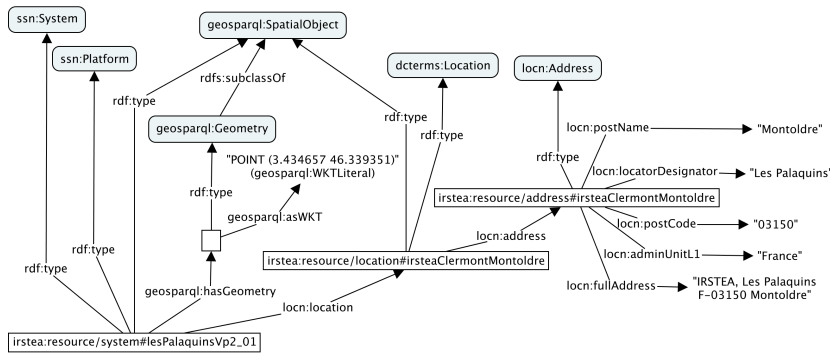 ssn:System
geosparql:SpatialObject
ssn:Platform
dcterms:Location
locn:Address
rdfs:subclassOf
rdf:type
rdf:type
rdf:type
geosparql:Geometry
locn:postName
"Montoldre"
"POINT (3.434657 46.339351)"
(geosparql:WKTLiteral)
rdf:type
locn:locatorDesignator
"Les Palaquins"
rdf:type
irstea:resource/address#irsteaClermontMontoldre
geosparql:asWKT
locn:postCode
"03150"
locn:address
rdf:type
locn:adminUnitL1
"France"
irstea:resource/location#irsteaClermontMontoldre
rdf:type
locn:fullAddress
"IRSTEA, Les Palaquins
F-03150 Montoldre"
geosparql:hasGeometry
locn:location
irstea:resource/system#lesPalaquinsVp2_01